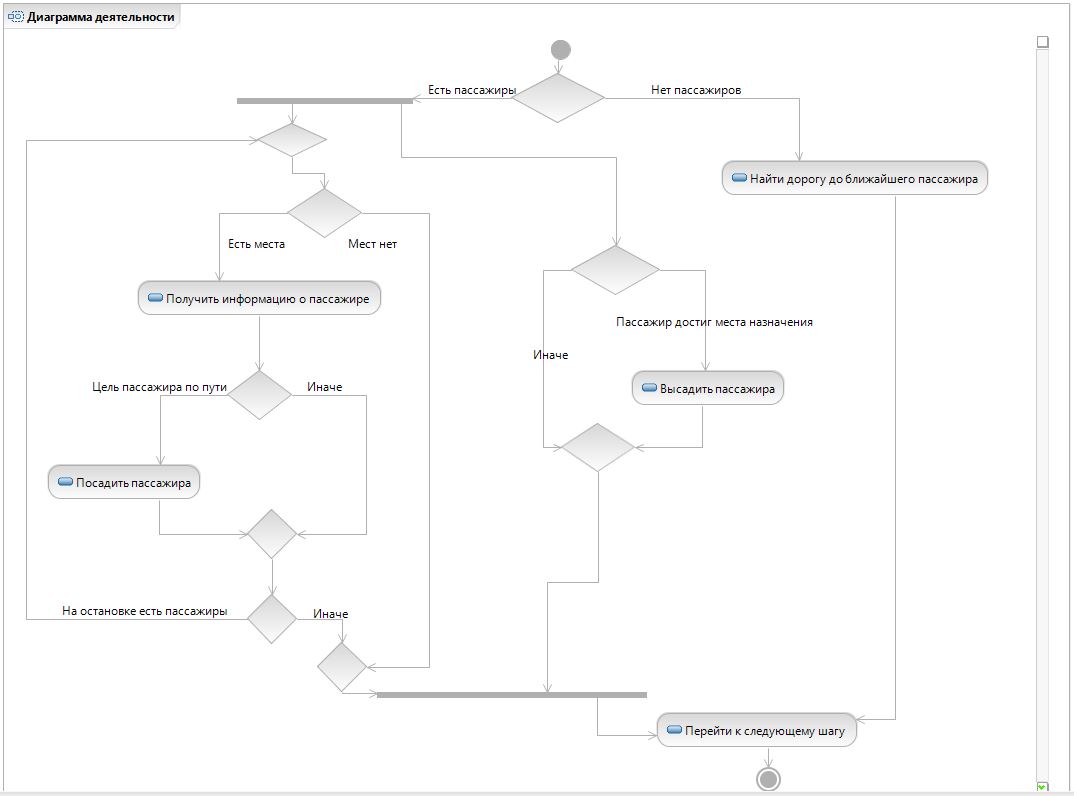 Диаграмма деятельности
Есть пассажиры
Нет пассажиров
Найти дорогу до ближайшего пассажира
Есть места
Мест нет
Получить информацию о пассажире
Пассажир достиг места назначения
Иначе
Цель пассажира по пути
Иначе
Высадить пассажира
Посадить пассажира
На остановке есть пассажиры
Иначе
Перейти к следующему шагу